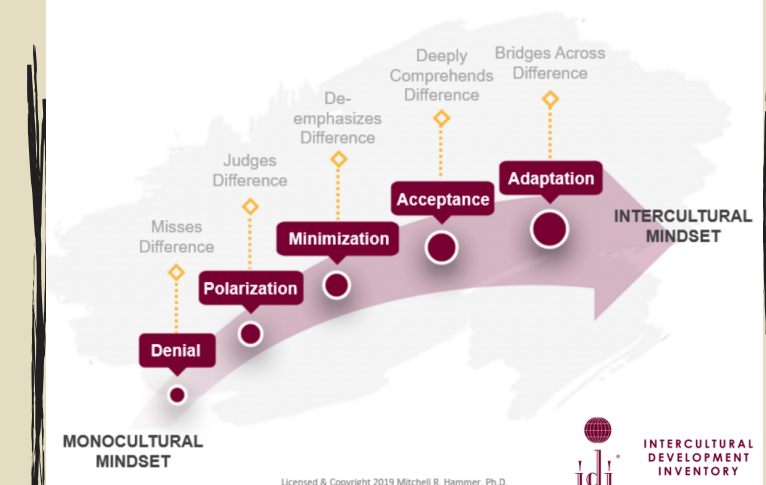 Bridges Across
Difference
Deeply
Comprehends
Difference
De-
emphasizes
Difference
Judges
Difference
Misses
Difference
Adaptation
Acceptance
Minimization
Polarization
Denial
INTERCULTURAL
MINDSET
MONOCULTURAL
MINDSET
Licensed & Copyright 2019 Mitchell R. Hammer, Ph.D.
idi
INTERCULTURAL
DEVELOPMENT
INVENTORY